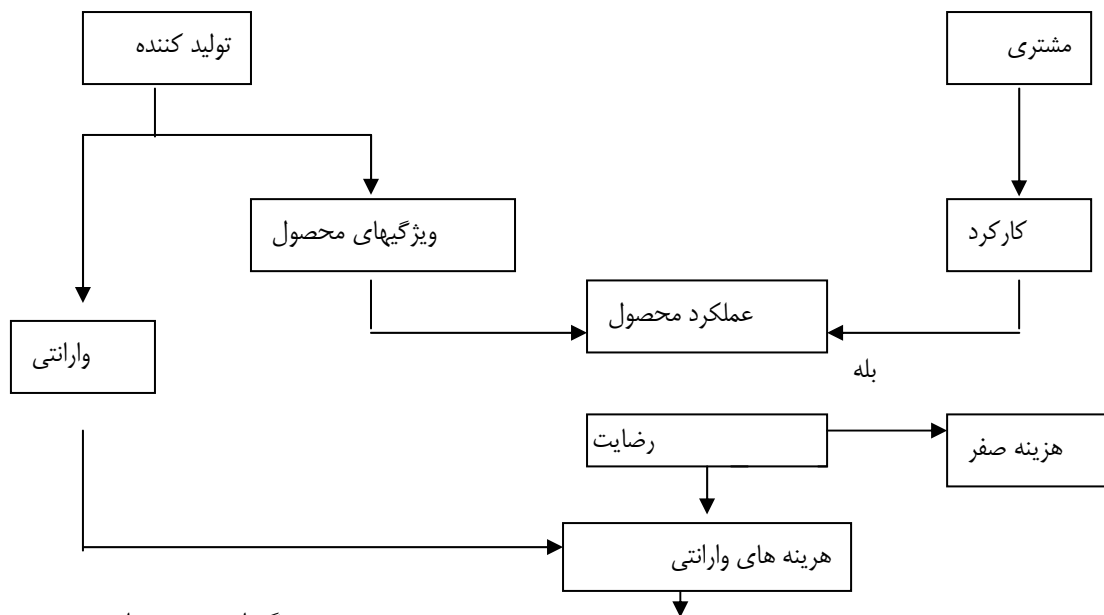 تولید کننده
مشتری
ویژگیهای محصول
کارکرد
عملکرد محصول
وارانتی
بله
رضایت
هزینه صفر
هرینه های وارانتی